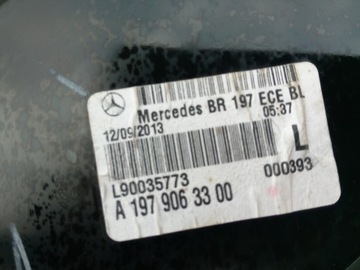 Mercedes BR 197 ECE BL
12/09/2013 05:37
L
L90035773 000393
A 197 906 33 00